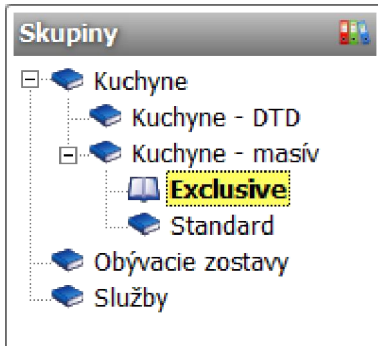 Skupiny
Kuchyne
Kuchyne - DTD
Kuchyne - masív
Exclusive
Standard
Obývacie zostavy
Služby